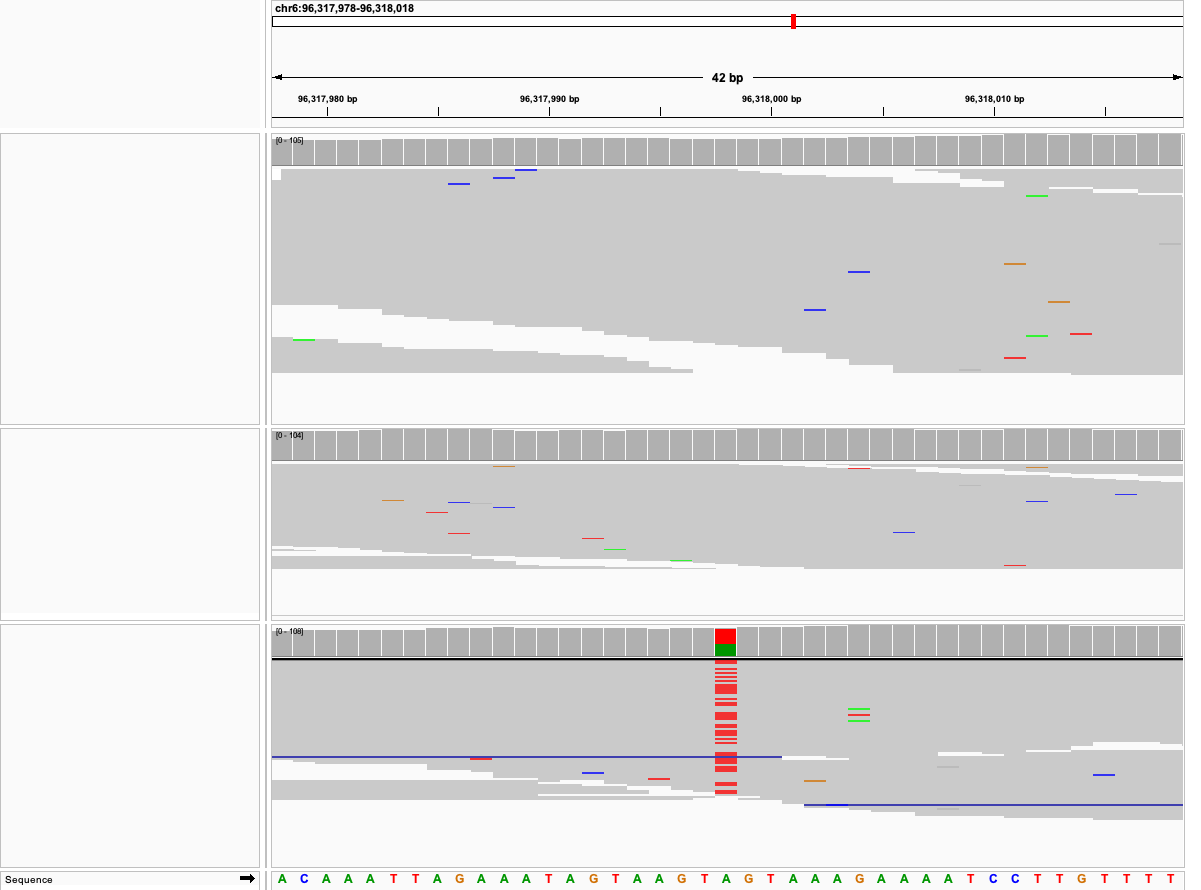 chr6:96,317,978-96,318,018
42 bp
96,317,980 bp 96,317,990 bp 96,318,000 bp 96,318,010 bp
[0 - 105]
[0 - 104]
[0 - 108]
Sequence A C A A A T T A G A A A T A G T A A G T A G T A A A G A A A A T C C T T G T T T T